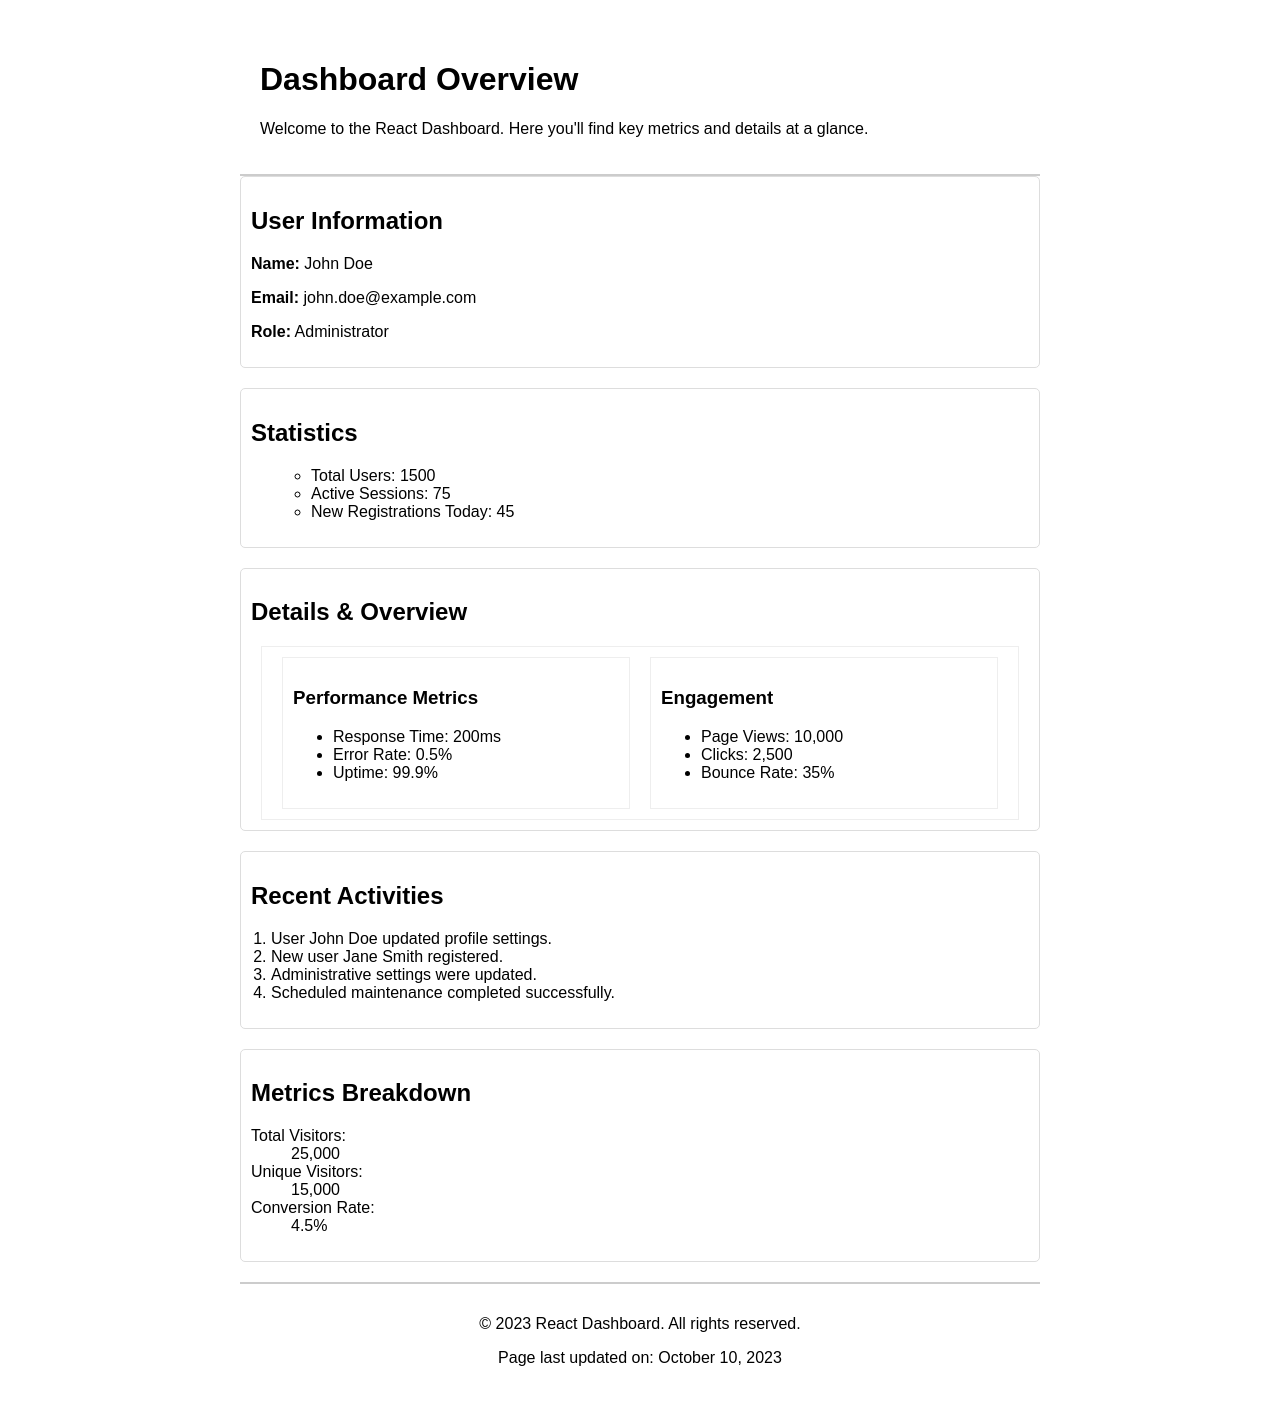 Dashboard Overview
Welcome to the React Dashboard. Here you'll find key metrics and details at a glance.
User Information
Name: John Doe
Email: john.doe@example.com
Role: Administrator
Statistics
Total Users: 1500
Active Sessions: 75
New Registrations Today: 45
Details & Overview
Performance Metrics
Response Time: 200ms
Error Rate: 0.5%
Uptime: 99.9%
Engagement
Page Views: 10,000
Clicks: 2,500
Bounce Rate: 35%
Recent Activities
1. User John Doe updated profile settings.
2. New user Jane Smith registered.
3. Administrative settings were updated.
4. Scheduled maintenance completed successfully.
Metrics Breakdown
Total Visitors:
25,000
Unique Visitors:
15,000
Conversion Rate:
4.5%
© 2023 React Dashboard. All rights reserved.
Page last updated on: October 10, 2023